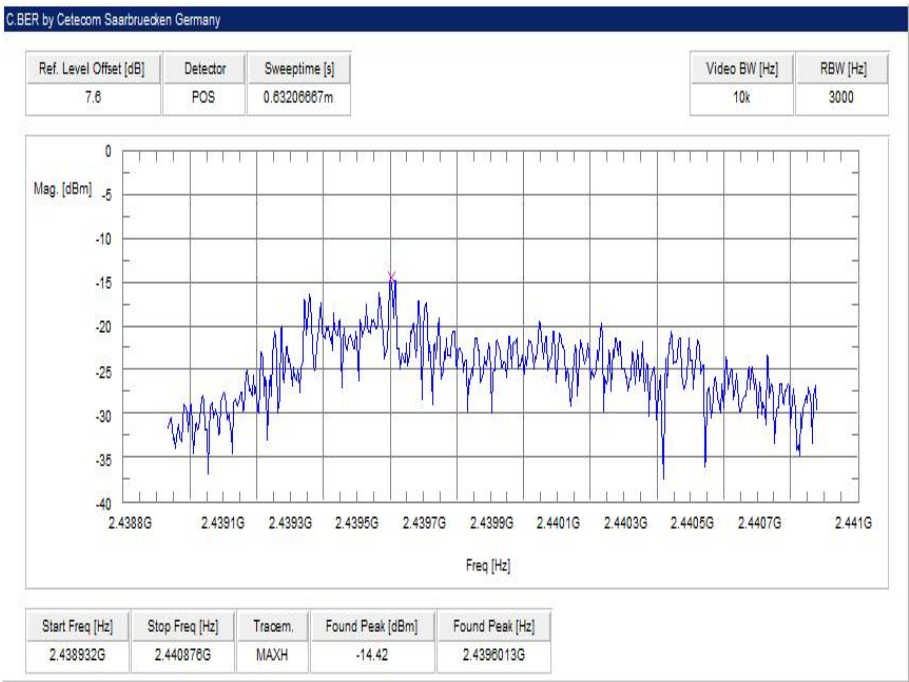 C.BER by Cetecom Saarbruecken Germany
Ref. Level Offset [dB] Detector Sweeptime [s] Video BW [Hz] RBW [Hz]
7.6 POS 0.63206667m 10k 3000
Mag. [dBm]
0
-5
-10
-15
-20
-25
-30
-35
-40
2.4388G 2.4391G 2.4393G 2.4395G 2.4397G 2.4399G 2.4401G 2.4403G 2.4405G 2.4407G 2.441G
Freq [Hz]
Start Freq [Hz] Stop Freq [Hz] Tracem. Found Peak [dBm] Found Peak [Hz]
2.438932G 2.440876G MAXH -14.42 2.4396013G